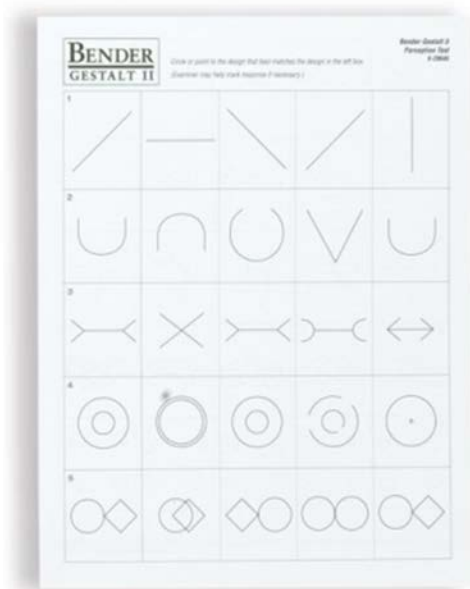 BENDER
GESTALT II
Circle or point to the design that best matches the design in the left box.
(Examiner may help mark response if necessary.)
Bender-Gestalt II
Perception Test
1
2
3
4
5